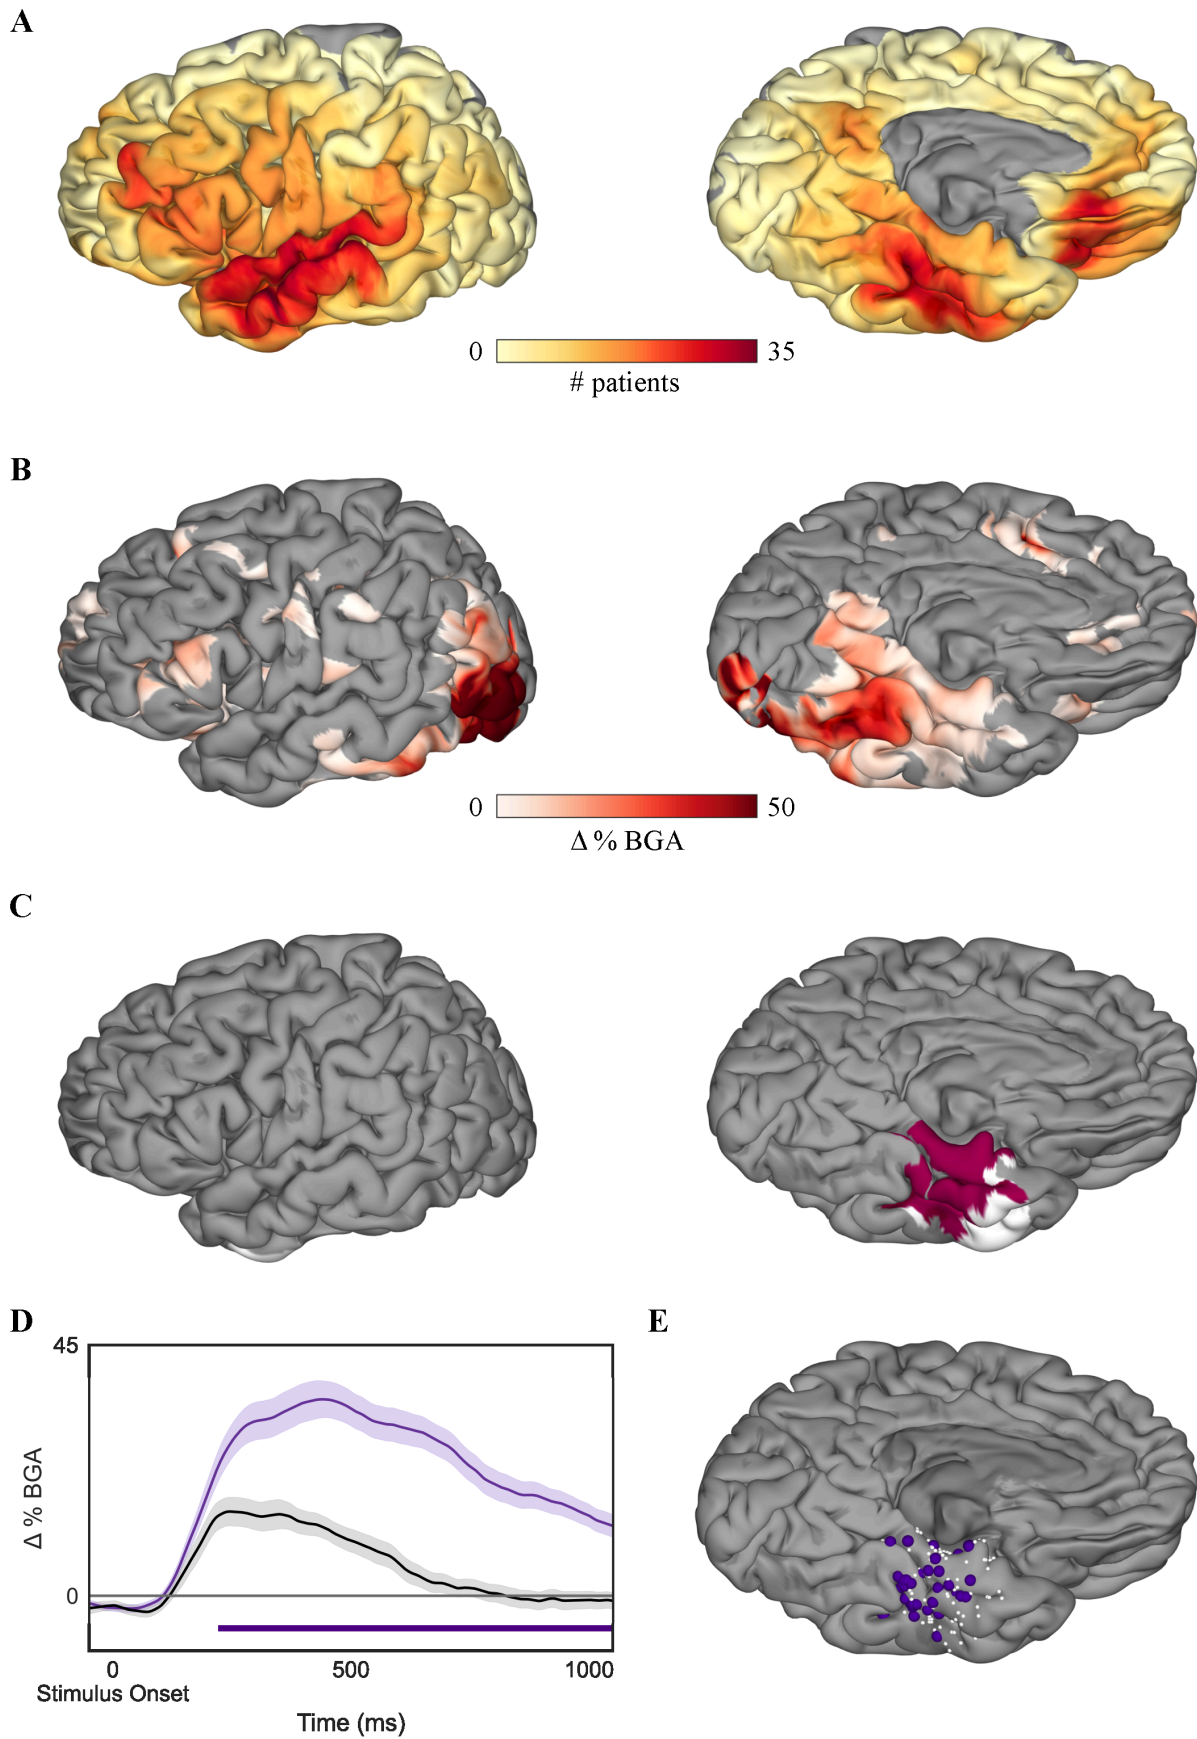 A
0 35
# patients
B
0 50
Δ % BGA
C
D
E
45
Δ % BGA
0
0 500 1000
Stimulus Onset
Time (ms)